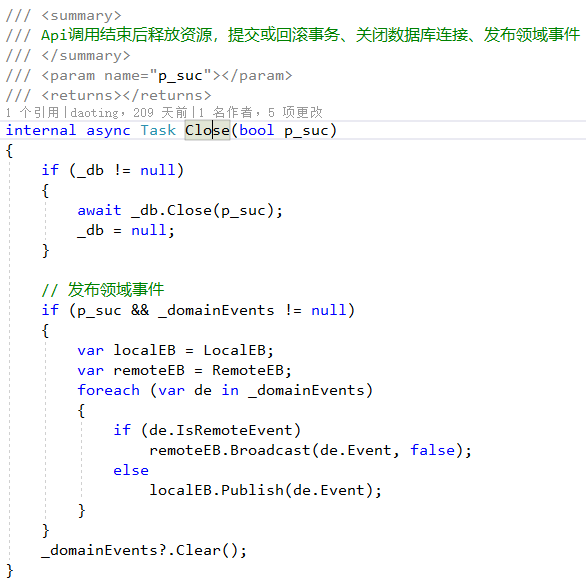 /// <summary>
/// Api调用结束后释放资源，提交或回滚事务、关闭数据库连接、发布领域事件
/// </summary>
/// <param name="p_suc"></param>
/// <returns></returns>
1 个引用|daoting，209 天前|1 名作者，5 项更改
internal async Task Close(bool p_suc)
{
    if (_db != null)
    {
        await _db.Close(p_suc);
        _db = null;
    }

    // 发布领域事件
    if (p_suc && _domainEvents != null)
    {
        var localEB = LocalEB;
        var remoteEB = RemoteEB;
        foreach (var de in _domainEvents)
        {
            if (de.IsRemoteEvent)
                remoteEB.Broadcast(de.Event, false);
            else
                localEB.Publish(de.Event);
        }
    }
    _domainEvents?.Clear();
}